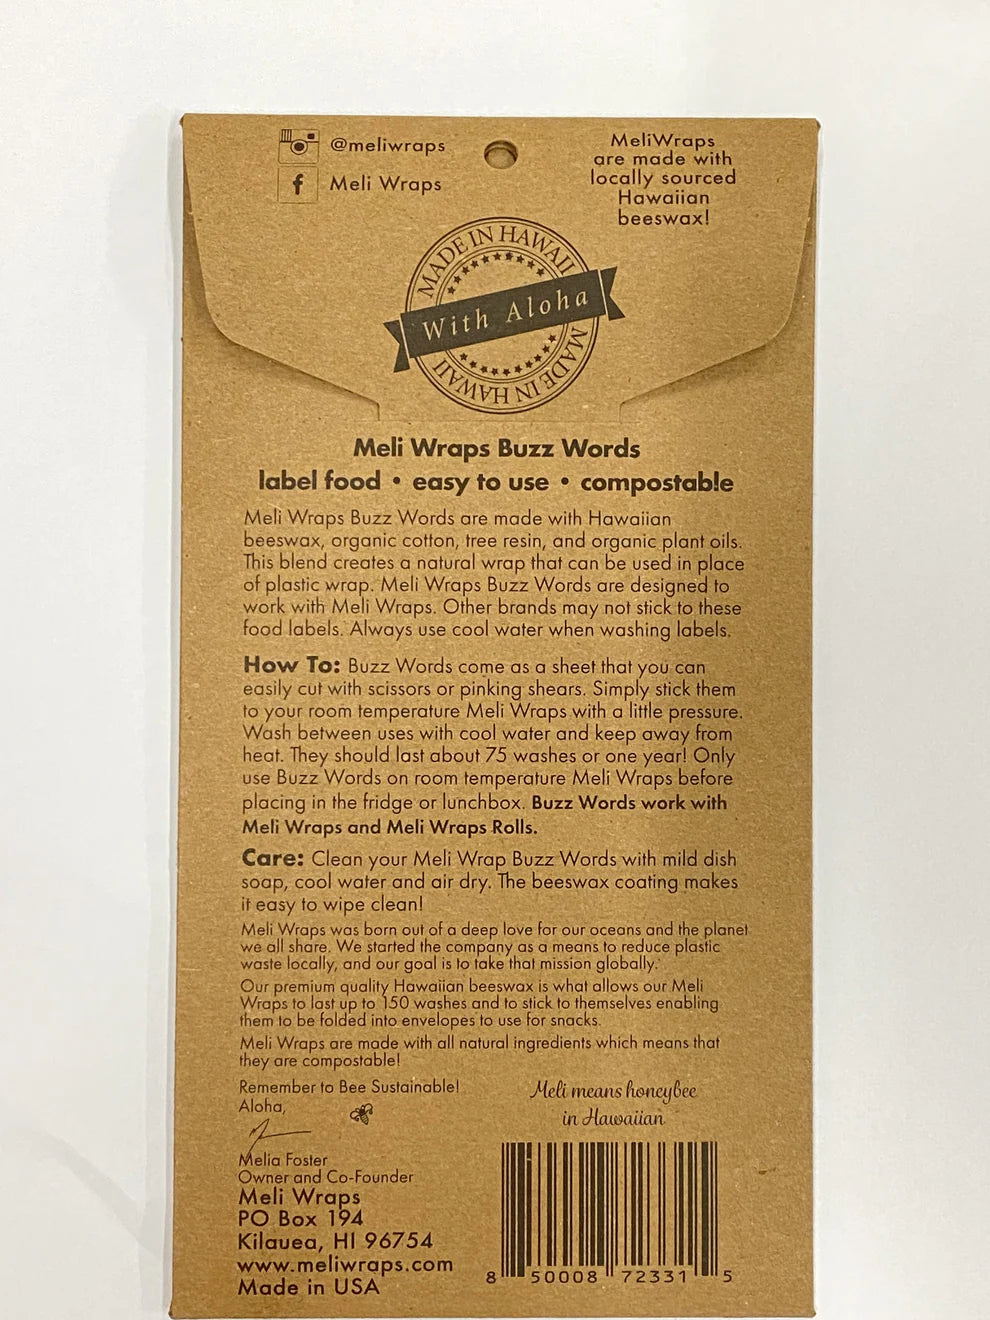 @meliwraps
Meli Wraps
MeliWraps
are made with
locally sourced
Hawaiian
beeswax!
MADE IN HAWAII
With Aloha
MADE IN HAWAII
Meli Wraps Buzz Words
label food • easy to use • compostable
Meli Wraps Buzz Words are made with Hawaiian
beeswax, organic cotton, tree resin, and organic plant oils.
This blend creates a natural wrap that can be used in place
of plastic wrap. Meli Wraps Buzz Words are designed to
work with Meli Wraps. Other brands may not stick to these
food labels. Always use cool water when washing labels.
How To: Buzz Words come as a sheet that you can
easily cut with scissors or pinking shears. Simply stick them
to your room temperature Meli Wraps with a little pressure.
Wash between uses with cool water and keep away from
heat. They should last about 75 washes or one year! Only
use Buzz Words on room temperature Meli Wraps before
placing in the fridge or lunchbox. Buzz Words work with
Meli Wraps and Meli Wraps Rolls.
Care: Clean your Meli Wrap Buzz Words with mild dish
soap, cool water and air dry. The beeswax coating makes
it easy to wipe clean!
Meli Wraps was born out of a deep love for our oceans and the planet
we all share. We started the company as a means to reduce plastic
waste locally, and our goal is to take that mission globally.
Our premium quality Hawaiian beeswax is what allows our Meli
Wraps to last up to 150 washes and to stick to themselves enabling
them to be folded into envelopes to use for snacks.
Meli Wraps are made with all natural ingredients which means that
they are compostable!
Remember to Bee Sustainable!
Aloha,
Melia Foster
Owner and Co-Founder
Meli Wraps
PO Box 194
Kilauea, HI 96754
www.meliwraps.com
Made in USA
Meli means honeybee
in Hawaiian
8 50008 72331 5